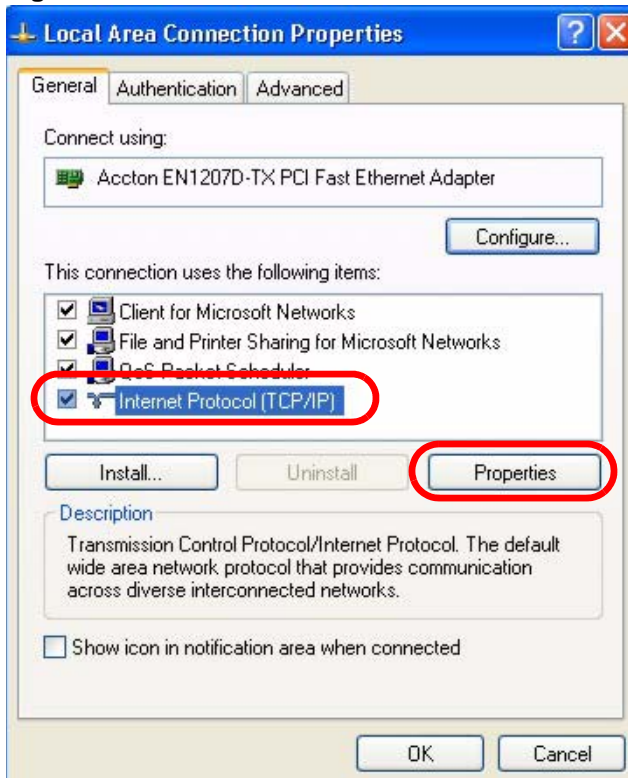 Local Area Connection Properties
General Authentication Advanced
Connect using:
Accton EN1207D-TX PCI Fast Ethernet Adapter
Configure...
This connection uses the following items:
Client for Microsoft Networks
File and Printer Sharing for Microsoft Networks
QoS Packet Scheduler
Internet Protocol (TCP/IP)
Install... Uninstall Properties
Description
Transmission Control Protocol/Internet Protocol. The default
wide area network protocol that provides communication
across diverse interconnected networks.
Show icon in notification area when connected
OK Cancel